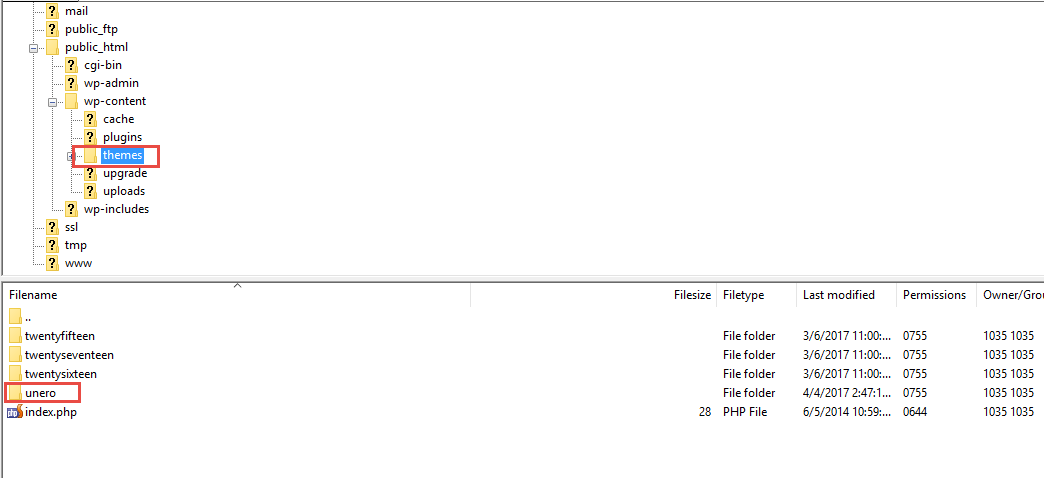 mail
public_ftp
public_html
cgi-bin
wp-admin
wp-content
cache
plugins
themes
upgrade
uploads
wp-includes
ssl
tmp
www
Filename Filesize Filetype Last modified Permissions Owner/Grou
..
twentyfifteen File folder 3/6/2017 11:00:... 0755 1035 1035
twentyseventeen File folder 3/6/2017 11:00:... 0755 1035 1035
twentysixteen File folder 3/6/2017 11:00:... 0755 1035 1035
unero File folder 4/4/2017 2:47:1... 0755 1035 1035
index.php 28 PHP File 6/5/2014 10:59:... 0644 1035 1035